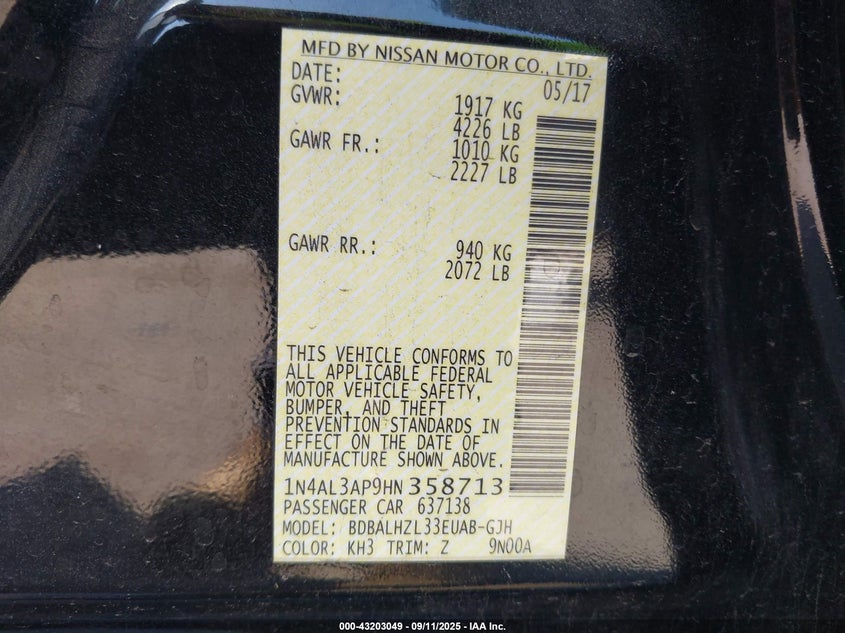 MFD BY NISSAN MOTOR CO., LTD.
DATE: 05/17
GVWR: 1917 KG
4226 LB
GAWR FR.: 1010 KG
2227 LB
GAWR RR.: 940 KG
2072 LB
THIS VEHICLE CONFORMS TO
ALL APPLICABLE FEDERAL
MOTOR VEHICLE SAFETY,
BUMPER, AND THEFT
PREVENTION STANDARDS IN
EFFECT ON THE DATE OF
MANUFACTURE SHOWN ABOVE.
1N4AL3AP9HN358713
PASSENGER CAR 637138
MODEL: BDBALHZL33EUAB-GJH
COLOR: KH3 TRIM: Z 9N00A
000-43203049 - 09/11/2025 - IAA Inc.